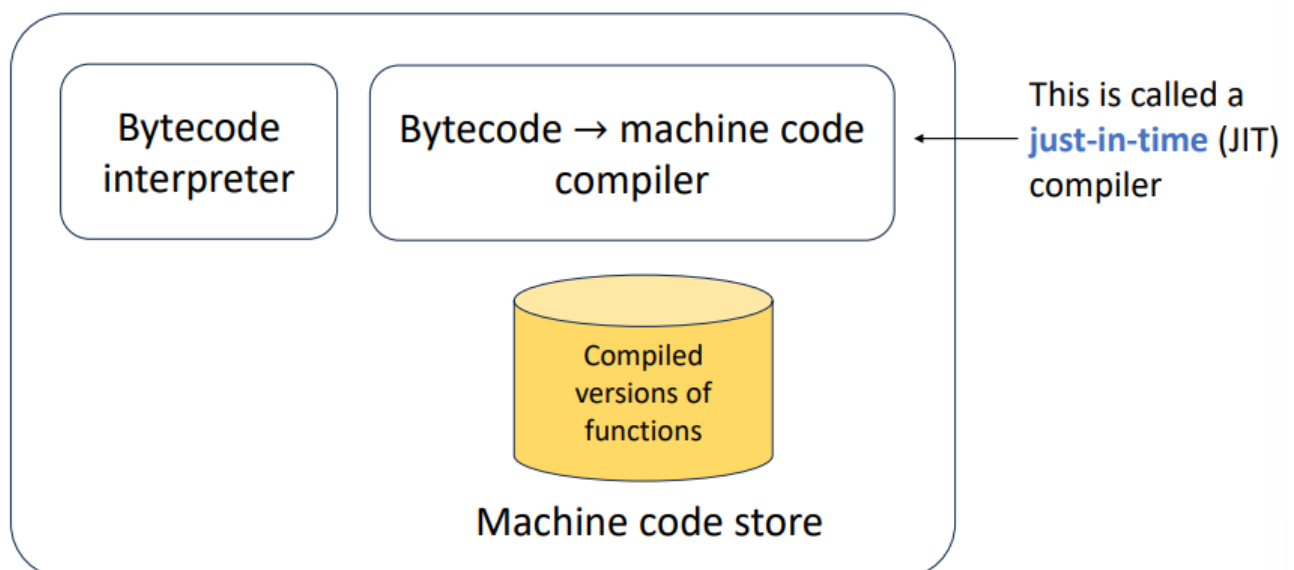 Bytecode
interpreter
Bytecode → machine code
compiler
This is called a
just-in-time (JIT)
compiler
Compiled
versions of
functions
Machine code store